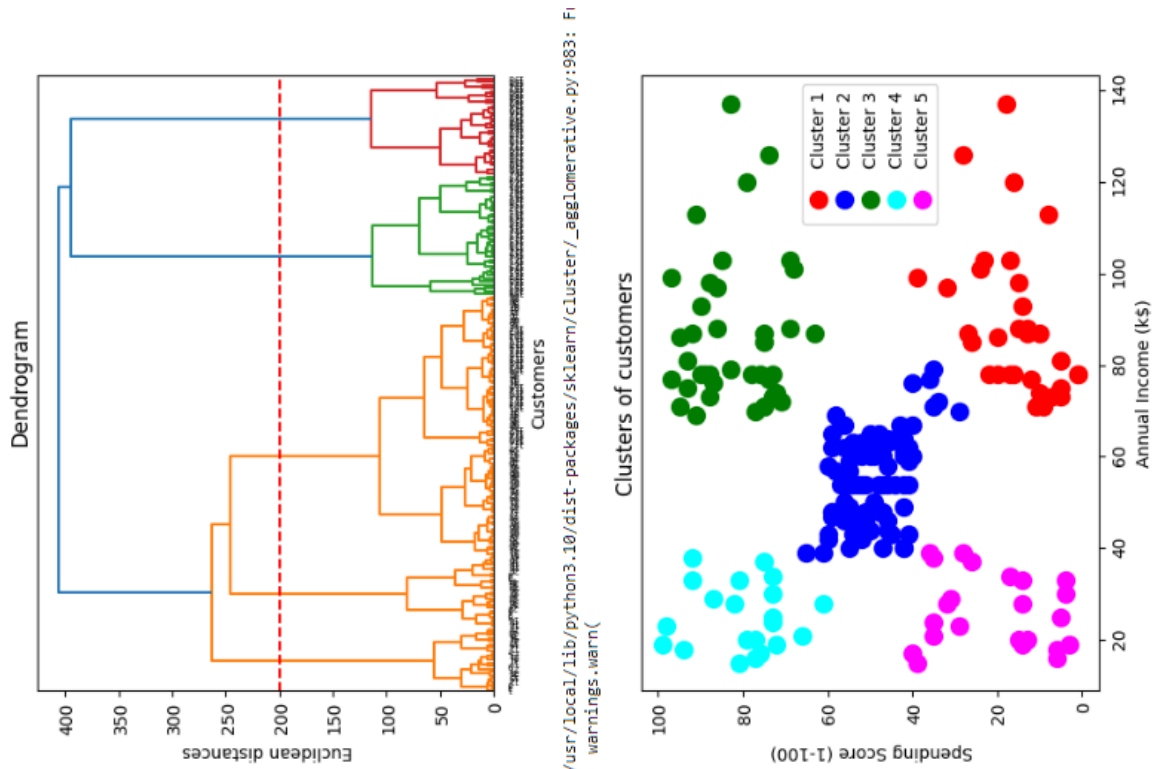 Dendrogram
400
350
300
250
200
150
100
50
0
Euclidean distances
Customers
/usr/local/lib/python3.10/dist-packages/sklearn/cluster/_agglomerative.py:983:
warnings.warn(
Clusters of customers
100
80
60
40
20
0
Spending Score (1-100)
Cluster 1
Cluster 2
Cluster 3
Cluster 4
Cluster 5
20
40
60
80
100
120
140
Annual Income (k$)